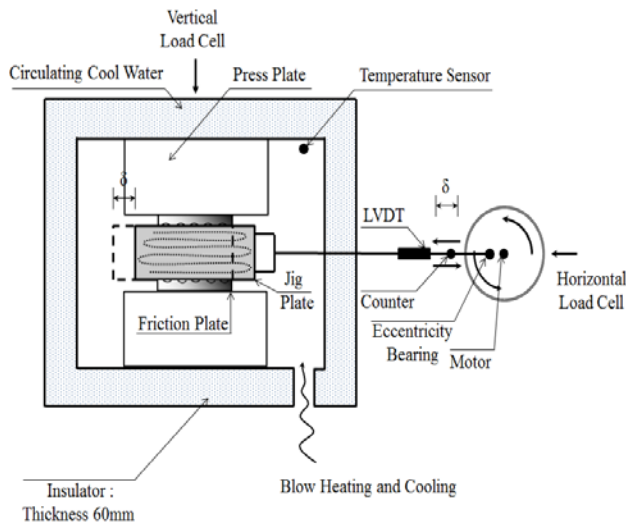 Vertical
Load Cell
Circulating Cool Water
Press Plate
Temperature Sensor
δ
δ
LVDT
Jig
Plate
Counter
Horizontal
Load Cell
Friction Plate
Eccentricity
Bearing
Motor
Insulator :
Thickness 60mm
Blow Heating and Cooling